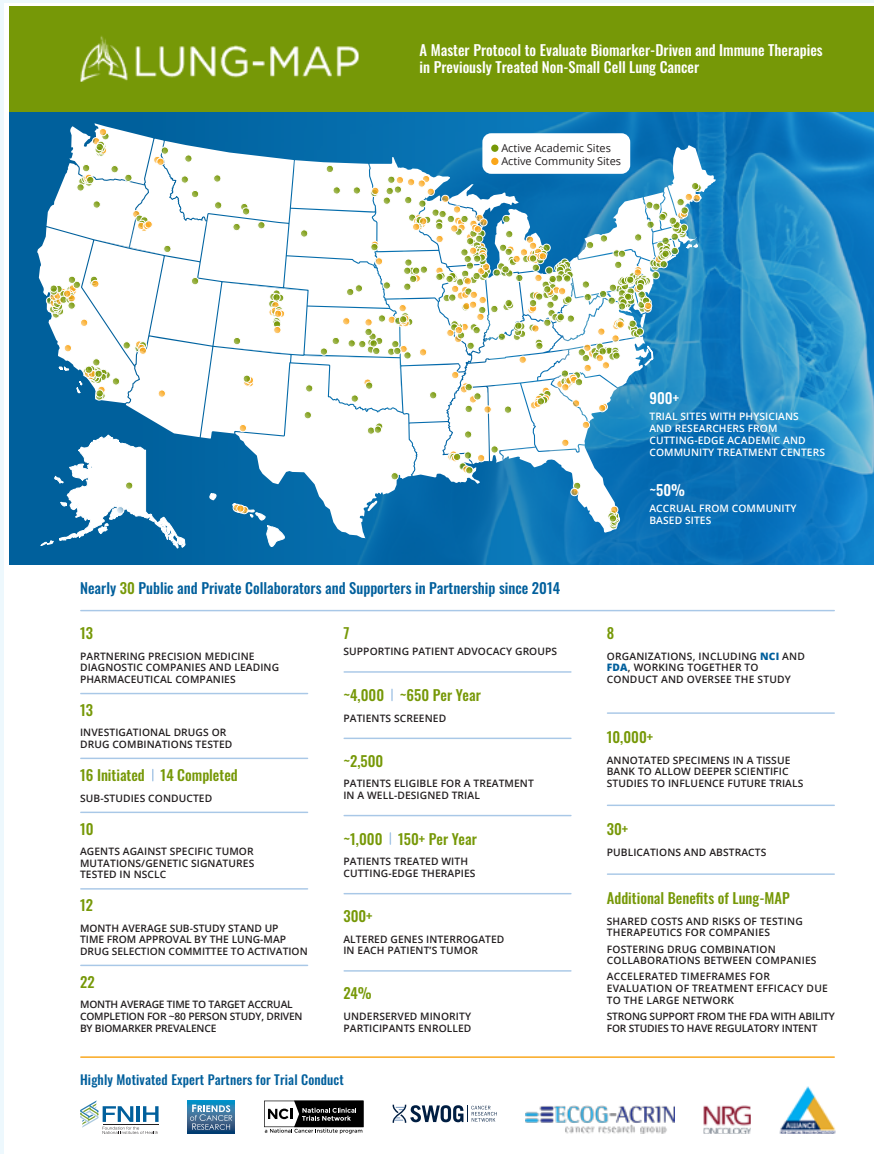 LUNG-MAP
A Master Protocol to Evaluate Biomarker-Driven and Immune Therapies
in Previously Treated Non-Small Cell Lung Cancer
Active Academic Sites
Active Community Sites
900+
TRIAL SITES WITH PHYSICIANS
AND RESEARCHERS FROM
CUTTING-EDGE ACADEMIC AND
COMMUNITY TREATMENT CENTERS
~50%
ACCRUAL FROM COMMUNITY
BASED SITES
Nearly 30 Public and Private Collaborators and Supporters in Partnership since 2014
13
PARTNERING PRECISION MEDICINE
DIAGNOSTIC COMPANIES AND LEADING
PHARMACEUTICAL COMPANIES
13
INVESTIGATIONAL DRUGS OR
DRUG COMBINATIONS TESTED
16 Initiated | 14 Completed
SUB-STUDIES CONDUCTED
10
AGENTS AGAINST SPECIFIC TUMOR
MUTATIONS/GENETIC SIGNATURES
TESTED IN NSCLC
12
MONTH AVERAGE SUB-STUDY STAND UP
TIME FROM APPROVAL BY THE LUNG-MAP
DRUG SELECTION COMMITTEE TO ACTIVATION
22
MONTH AVERAGE TIME TO TARGET ACCRUAL
COMPLETION FOR ~80 PERSON STUDY, DRIVEN
BY BIOMARKER PREVALENCE
7
SUPPORTING PATIENT ADVOCACY GROUPS
~4,000 | ~650 Per Year
PATIENTS SCREENED
~2,500
PATIENTS ELIGIBLE FOR A TREATMENT
IN A WELL-DESIGNED TRIAL
~1,000 | 150+ Per Year
PATIENTS TREATED WITH
CUTTING-EDGE THERAPIES
300+
ALTERED GENES INTERROGATED
IN EACH PATIENT'S TUMOR
24%
UNDERSERVED MINORITY
PARTICIPANTS ENROLLED
8
ORGANIZATIONS, INCLUDING NCI AND
FDA, WORKING TOGETHER TO
CONDUCT AND OVERSEE THE STUDY
10,000+
ANNOTATED SPECIMENS IN A TISSUE
BANK TO ALLOW DEEPER SCIENTIFIC
STUDIES TO INFLUENCE FUTURE TRIALS
30+
PUBLICATIONS AND ABSTRACTS
Additional Benefits of Lung-MAP
SHARED COSTS AND RISKS OF TESTING
THERAPEUTICS FOR COMPANIES
FOSTERING DRUG COMBINATION
COLLABORATIONS BETWEEN COMPANIES
ACCELERATED TIMEFRAMES FOR
EVALUATION OF TREATMENT EFFICACY DUE
TO THE LARGE NETWORK
STRONG SUPPORT FROM THE FDA WITH ABILITY
FOR STUDIES TO HAVE REGULATORY INTENT
Highly Motivated Expert Partners for Trial Conduct
FNIH
Foundation for the
National Institutes of Health
FRIENDS
of CANCER
RESEARCH
NCI
National Clinical
Trials Network
a National Cancer Institute program
SWOG
CANCER
RESEARCH
NETWORK
ECOG-ACRIN
cancer research group
NRG
ONCOLOGY
ALLIANCE